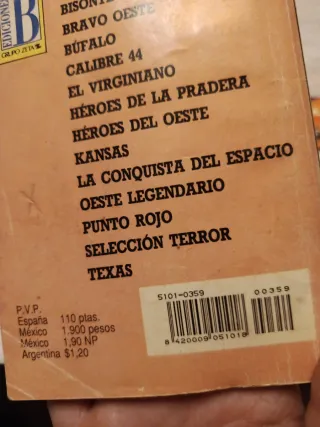 EDICIONES
B
GRUPO ZETA
BISONTE
BRAVO OESTE
BÚFALO
CALIBRE 44
EL VIRGINIANO
HÉROES DE LA PRADERA
HÉROES DEL OESTE
KANSAS
LA CONQUISTA DEL ESPACIO
OESTE LEGENDARIO
PUNTO ROJO
SELECCIÓN TERROR
TEXAS
P.V.P.
España 110 ptas.
México 1.900 pesos
México 1,90 NP
Argentina $1,20
5101-0359
00359
8 420009 051018